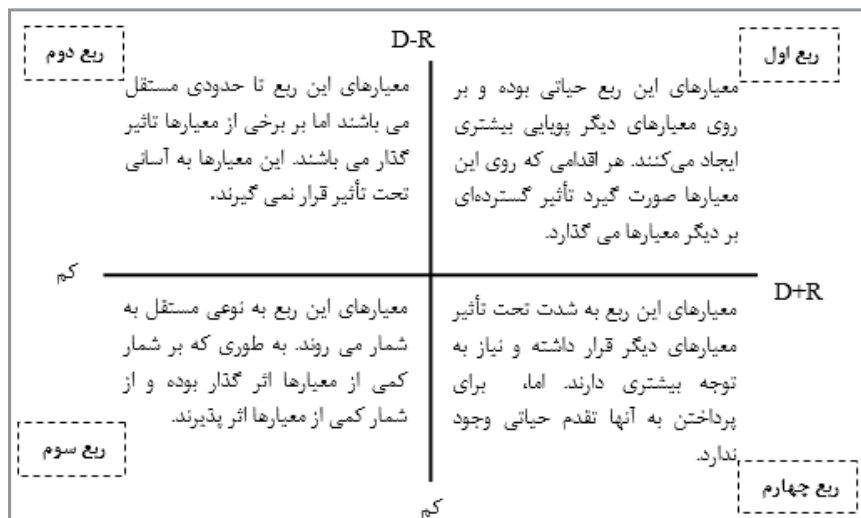 D-R
ربع اول
معیارهای این ربع حیاتی بوده و بر
روی معیارهای دیگر پویایی بیشتری
ایجاد می‌کنند. هر اقدامی که روی این
معیارها صورت گیرد تأثیر گسترده‌ای
بر دیگر معیارها می گذارد.
ربع دوم
معیارهای این ربع تا حدودی مستقل
می باشند اما بر برخی از معیارها تاثیر
گذار می باشند. این معیارها به آسانی
تحت تأثیر قرار نمی گیرند.
کم
D+R
معیارهای این ربع به نوعی مستقل به
شمار می روند. به طوری که بر شمار
کمی از معیارها اثر گذار بوده و از
شمار کمی از معیارها اثر پذیرند.
ربع سوم
معیارهای این ربع به شدت تحت تأثیر
معیارهای دیگر قرار داشته و نیاز به
توجه بیشتری دارند. اما، برای
پرداختن به آنها تقدم حیاتی وجود
ندارد.
ربع چهارم
کم